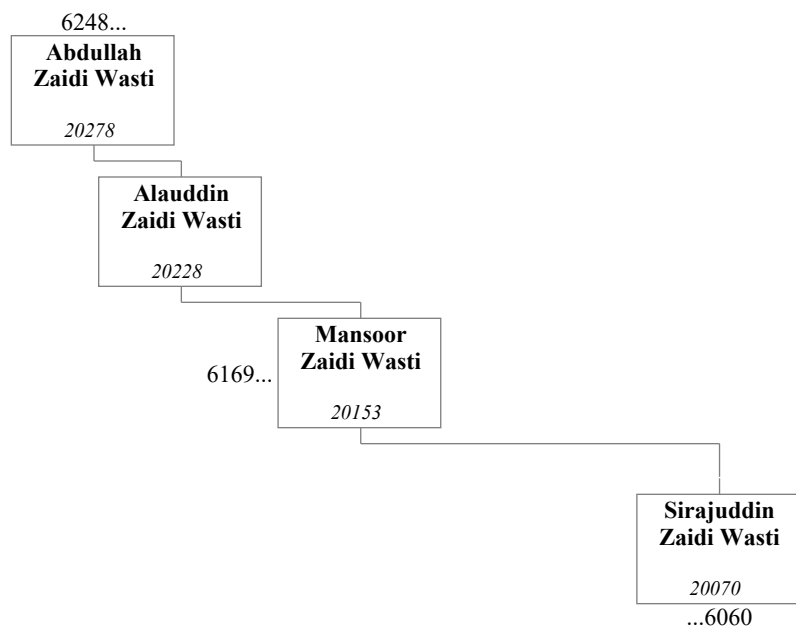 6248...
Abdullah
Zaidi Wasti
20278
Alauddin
Zaidi Wasti
20228
Mansoor
Zaidi Wasti
6169...
20153
Sirajuddin
Zaidi Wasti
20070
...6060